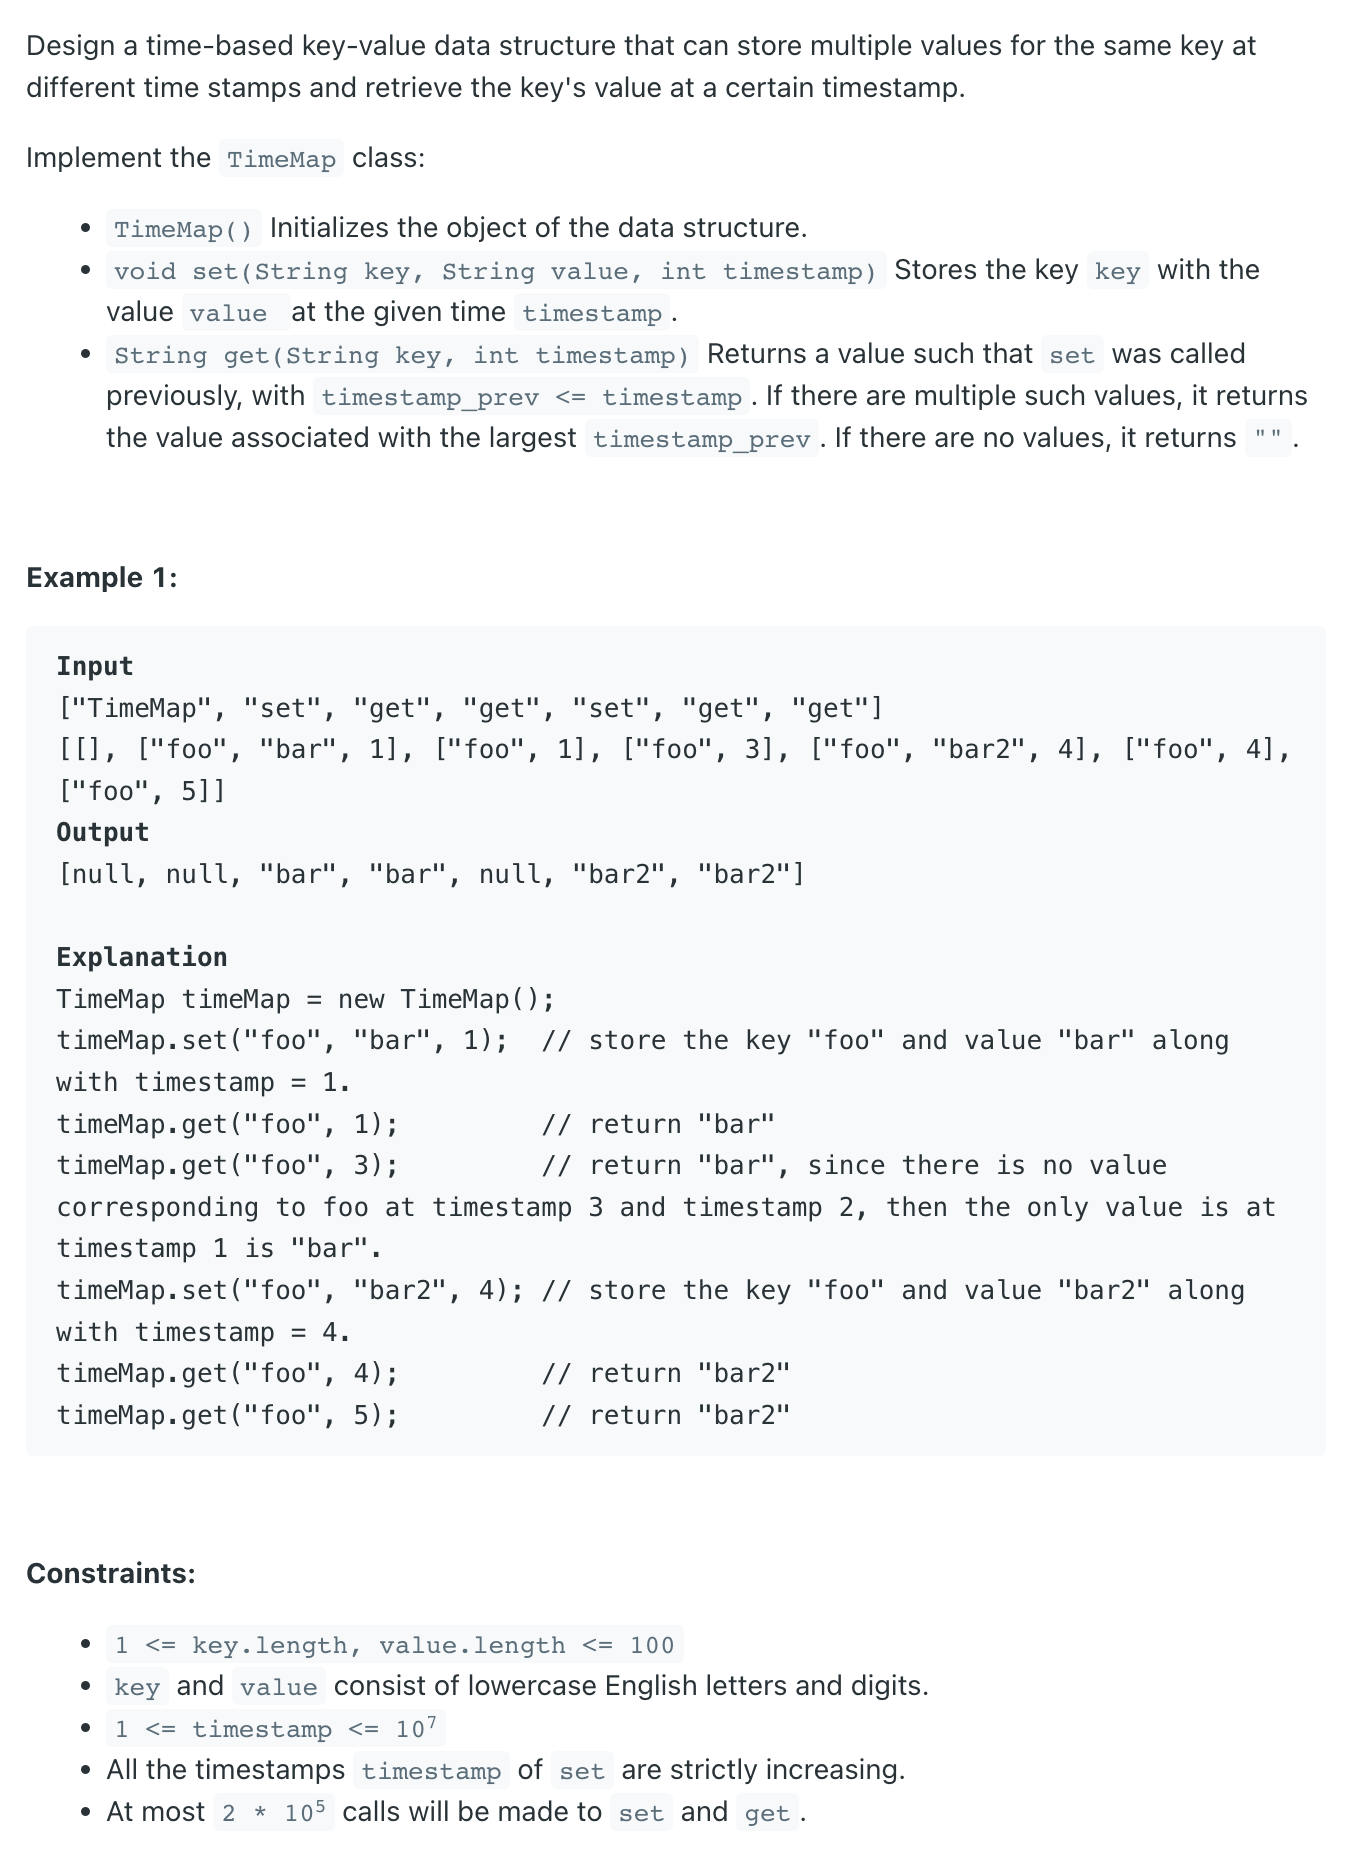 Design a time-based key-value data structure that can store multiple values for the same key at
different time stamps and retrieve the key's value at a certain timestamp.
Implement the TimeMap class:
• TimeMap() Initializes the object of the data structure.
• void set(String key, String value, int timestamp) Stores the key key with the
value value at the given time timestamp.
• String get(String key, int timestamp) Returns a value such that set was called
previously, with timestamp_prev <= timestamp. If there are multiple such values, it returns
the value associated with the largest timestamp_prev. If there are no values, it returns "".
Example 1:
Input
["TimeMap", "set", "get", "get", "set", "get", "get"]
[[], ["foo", "bar", 1], ["foo", 1], ["foo", 3], ["foo", "bar2", 4], ["foo", 4],
["foo", 5]]
Output
[null, null, "bar", "bar", null, "bar2", "bar2"]
Explanation
TimeMap timeMap = new TimeMap();
timeMap.set("foo", "bar", 1);  // store the key "foo" and value "bar" along
with timestamp = 1.
timeMap.get("foo", 1);         // return "bar"
timeMap.get("foo", 3);         // return "bar", since there is no value
corresponding to foo at timestamp 3 and timestamp 2, then the only value is at
timestamp 1 is "bar".
timeMap.set("foo", "bar2", 4); // store the key "foo" and value "bar2" along
with timestamp = 4.
timeMap.get("foo", 4);         // return "bar2"
timeMap.get("foo", 5);         // return "bar2"
Constraints:
• 1 <= key.length, value.length <= 100
• key and value consist of lowercase English letters and digits.
• 1 <= timestamp <= 10⁷
• All the timestamps timestamp of set are strictly increasing.
• At most 2 * 10⁵ calls will be made to set and get.